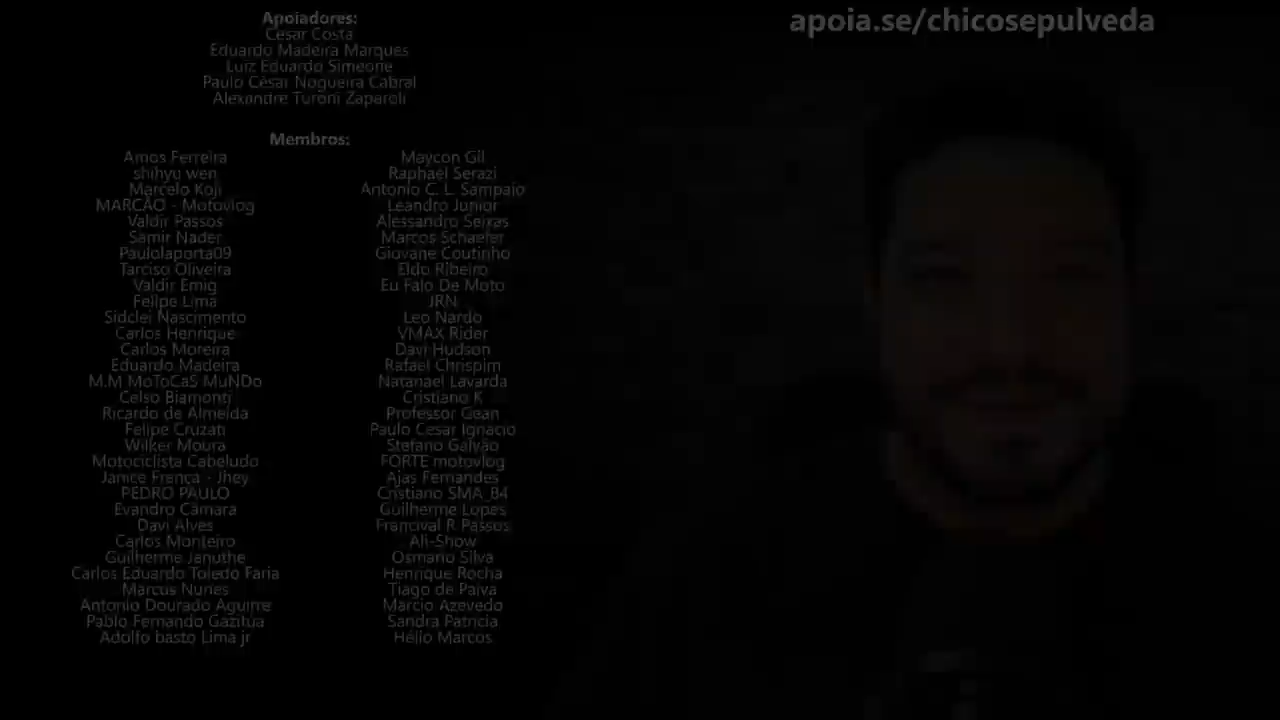 Apoiadores:
César Costa
Eduardo Madeira Marques
Luiz Eduardo Simeone
Paulo César Nogueira Cabral
Alexandre Turoni Zaparoli
Membros:
Amos Ferreira
shihyu wen
Marcelo Koji
MARCÃO - Motovlog
Valdir Passos
Samir Nader
Paulolaporta09
Tarciso Oliveira
Valdir Emig
Felipe Lima
Sidclei Nascimento
Carlos Henrique
Carlos Moreira
Eduardo Madeira
M.M MoToCaS MuNDo
Celso Biamonti
Ricardo de Almeida
Felipe Cruzati
Wilker Moura
Motociclista Cabeludo
Janice França - Jhey
PEDRO PAULO
Evandro Câmara
Davi Alves
Carlos Monteiro
Guilherme Januthe
Carlos Eduardo Toledo Faria
Marcus Nunes
Antonio Dourado Aguirre
Pablo Fernando Gazitua
Adolfo basto Lima jr
Maycon Gil
Raphael Serazi
Antonio C. L. Sampaio
Leandro Junior
Alessandro Seixas
Marcos Schaefer
Giovane Coutinho
Eldo Ribeiro
Eu Falo De Moto
JRN
Leo Nardo
VMAX Rider
Davi Hudson
Rafael Chrispim
Natanael Lavarda
Cristiano K
Professor Gean
Paulo Cesar Ignacio
Stefano Galvão
FORTE motovlog
Ajas Fernandes
Cristiano SMA_84
Guilherme Lopes
Francival R Passos
Ali-Show
Osmano Silva
Henrique Rocha
Tiago de Paiva
Marcio Azevedo
Sandra Patricia
Hélio Marcos
apoia.se/chicosepulveda